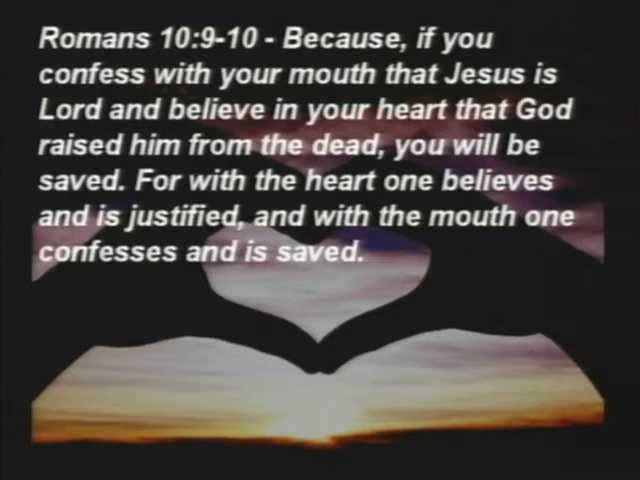 Romans 10:9-10 - Because, if you
confess with your mouth that Jesus is
Lord and believe in your heart that God
raised him from the dead, you will be
saved. For with the heart one believes
and is justified, and with the mouth one
confesses and is saved.